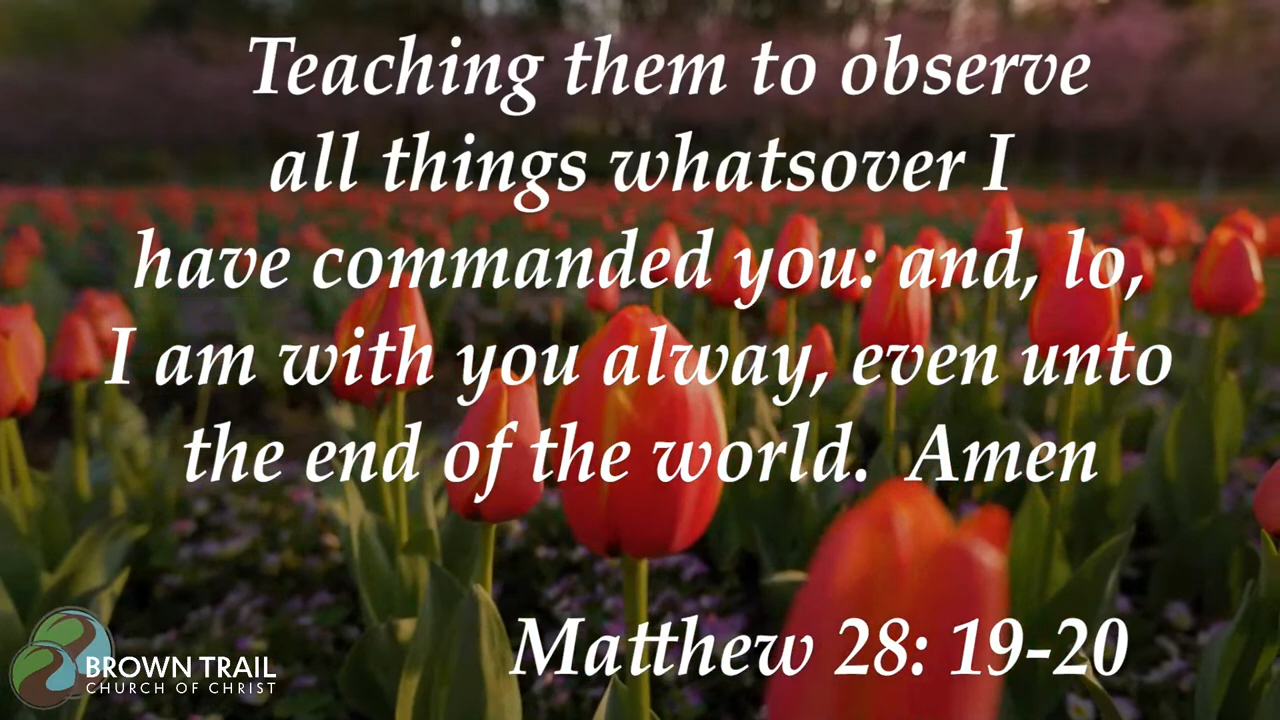 Teaching them to observe
all things whatsover I
have commanded you: and, lo,
I am with you alway, even unto
the end of the world.  Amen
Matthew 28: 19-20
BROWN TRAIL
CHURCH OF CHRIST